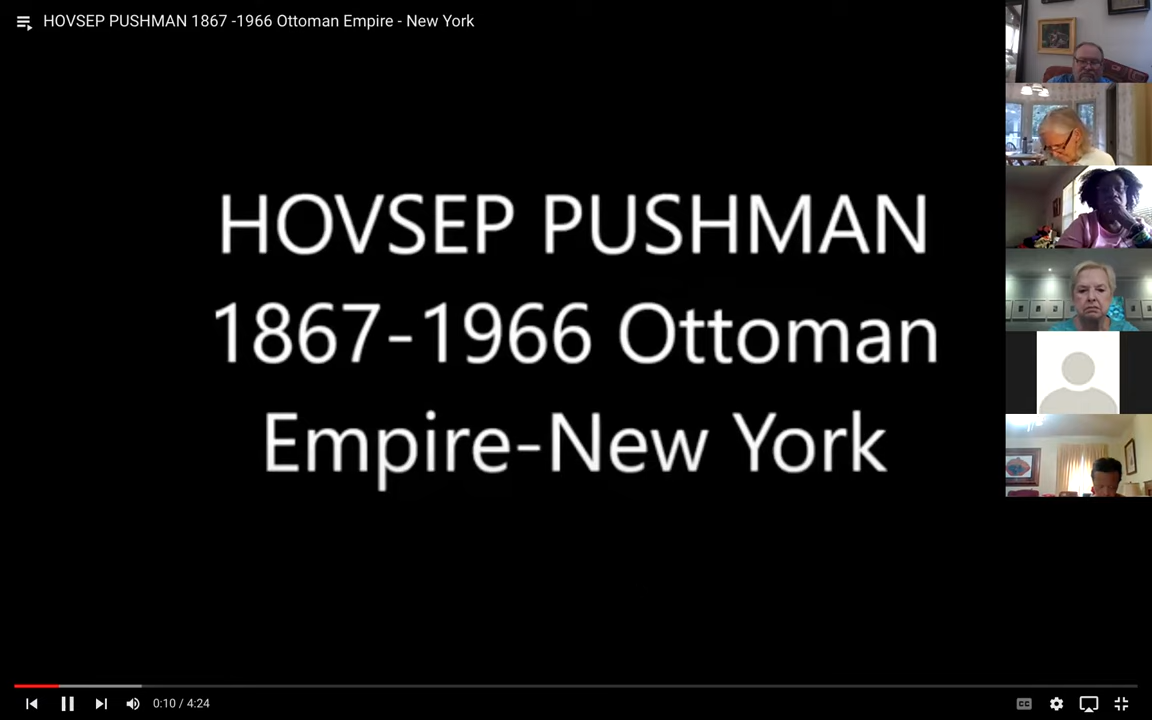 HOVSEP PUSHMAN 1867 -1966 Ottoman Empire - New York
HOVSEP PUSHMAN
1867-1966 Ottoman
Empire-New York
0:10 / 4:24
CC